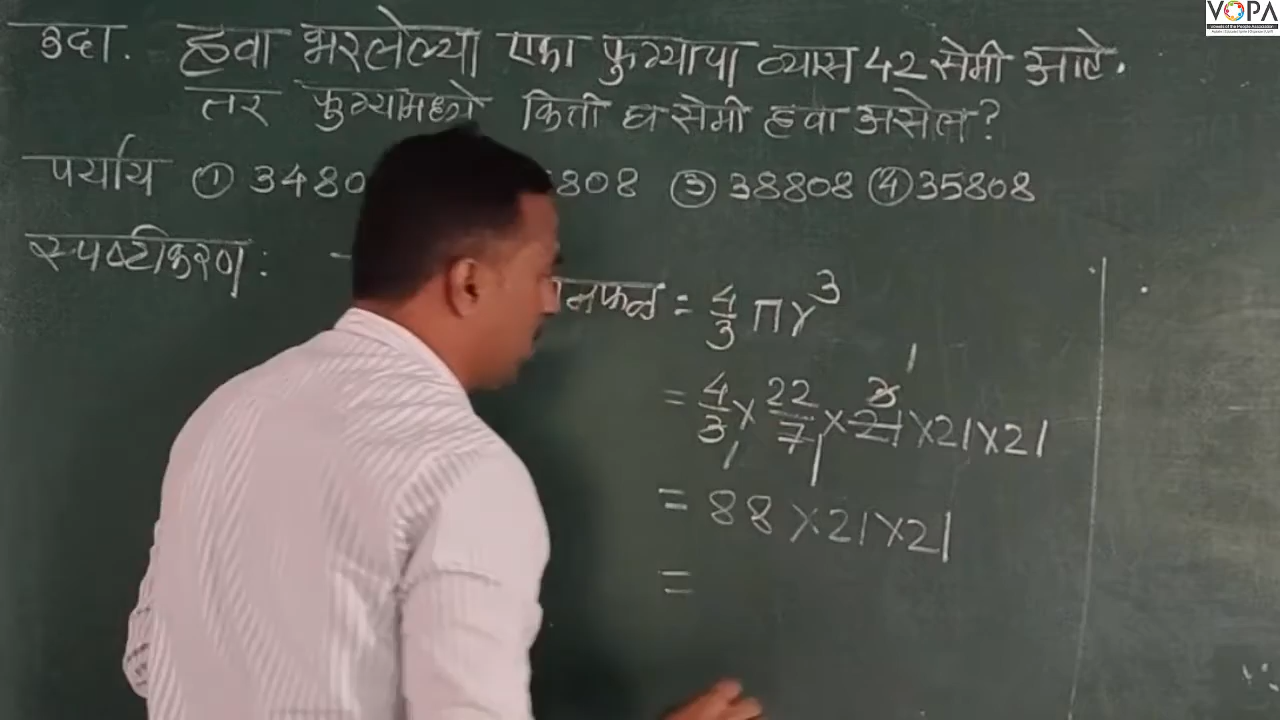 VOPA
उदा. हवा भरलेल्या एका फुग्याचा व्यास 42 सेमी आहे.
तर फुग्यामध्ये किती घसेमी हवा असेल?
पर्याय ① 3480 808 ③ 38808 ④ 35808
स्पष्टीकरण:
नफळ = 4/3 πr³
= 4/3 × 22/7 × 21 × 21 × 21
= 88 × 21 × 21
=